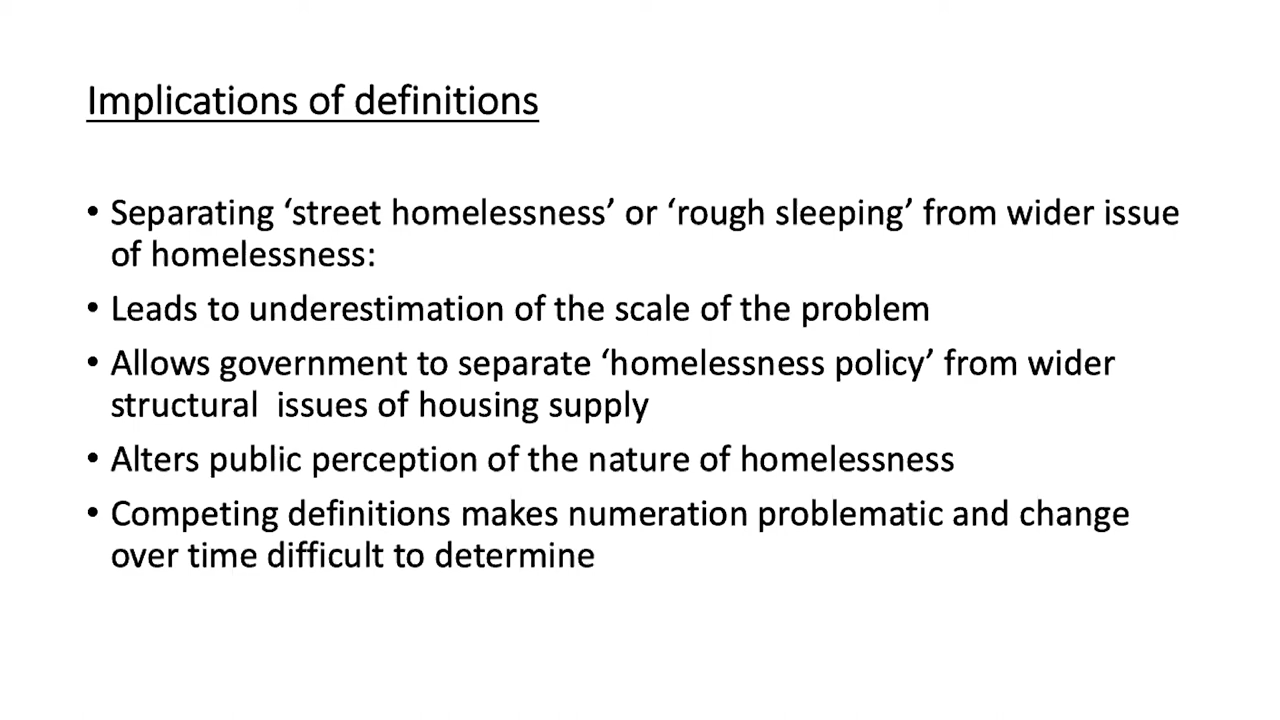 Implications of definitions
• Separating ‘street homelessness’ or ‘rough sleeping’ from wider issue
of homelessness:
• Leads to underestimation of the scale of the problem
• Allows government to separate ‘homelessness policy’ from wider
structural  issues of housing supply
• Alters public perception of the nature of homelessness
• Competing definitions makes numeration problematic and change
over time difficult to determine